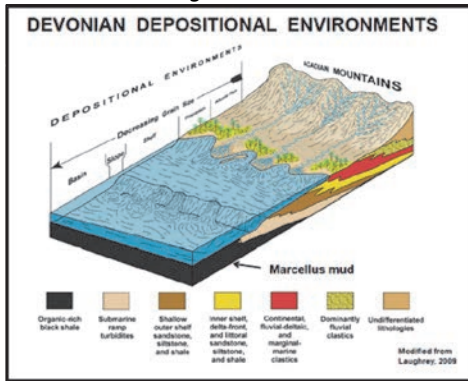 DEVONIAN DEPOSITIONAL ENVIRONMENTS
DEPOSITIONAL ENVIRONMENTS
ACADIAN MOUNTAINS
Decreasing Grain Size
Basin
Slope
Shelf
Marcellus mud
Organic-rich
black shale
Submarine
ramp
turbidites
Shallow
outer shelf
sandstone,
siltstone,
and shale
Inner shelf,
delta-front,
and littoral
sandstone,
siltstone,
and shale
Continental,
fluvial-deltaic,
and
marginal-
marine
clastics
Dominantly
fluvial
clastics
Undifferentiated
lithologies
Modified from
Laughrey, 2009